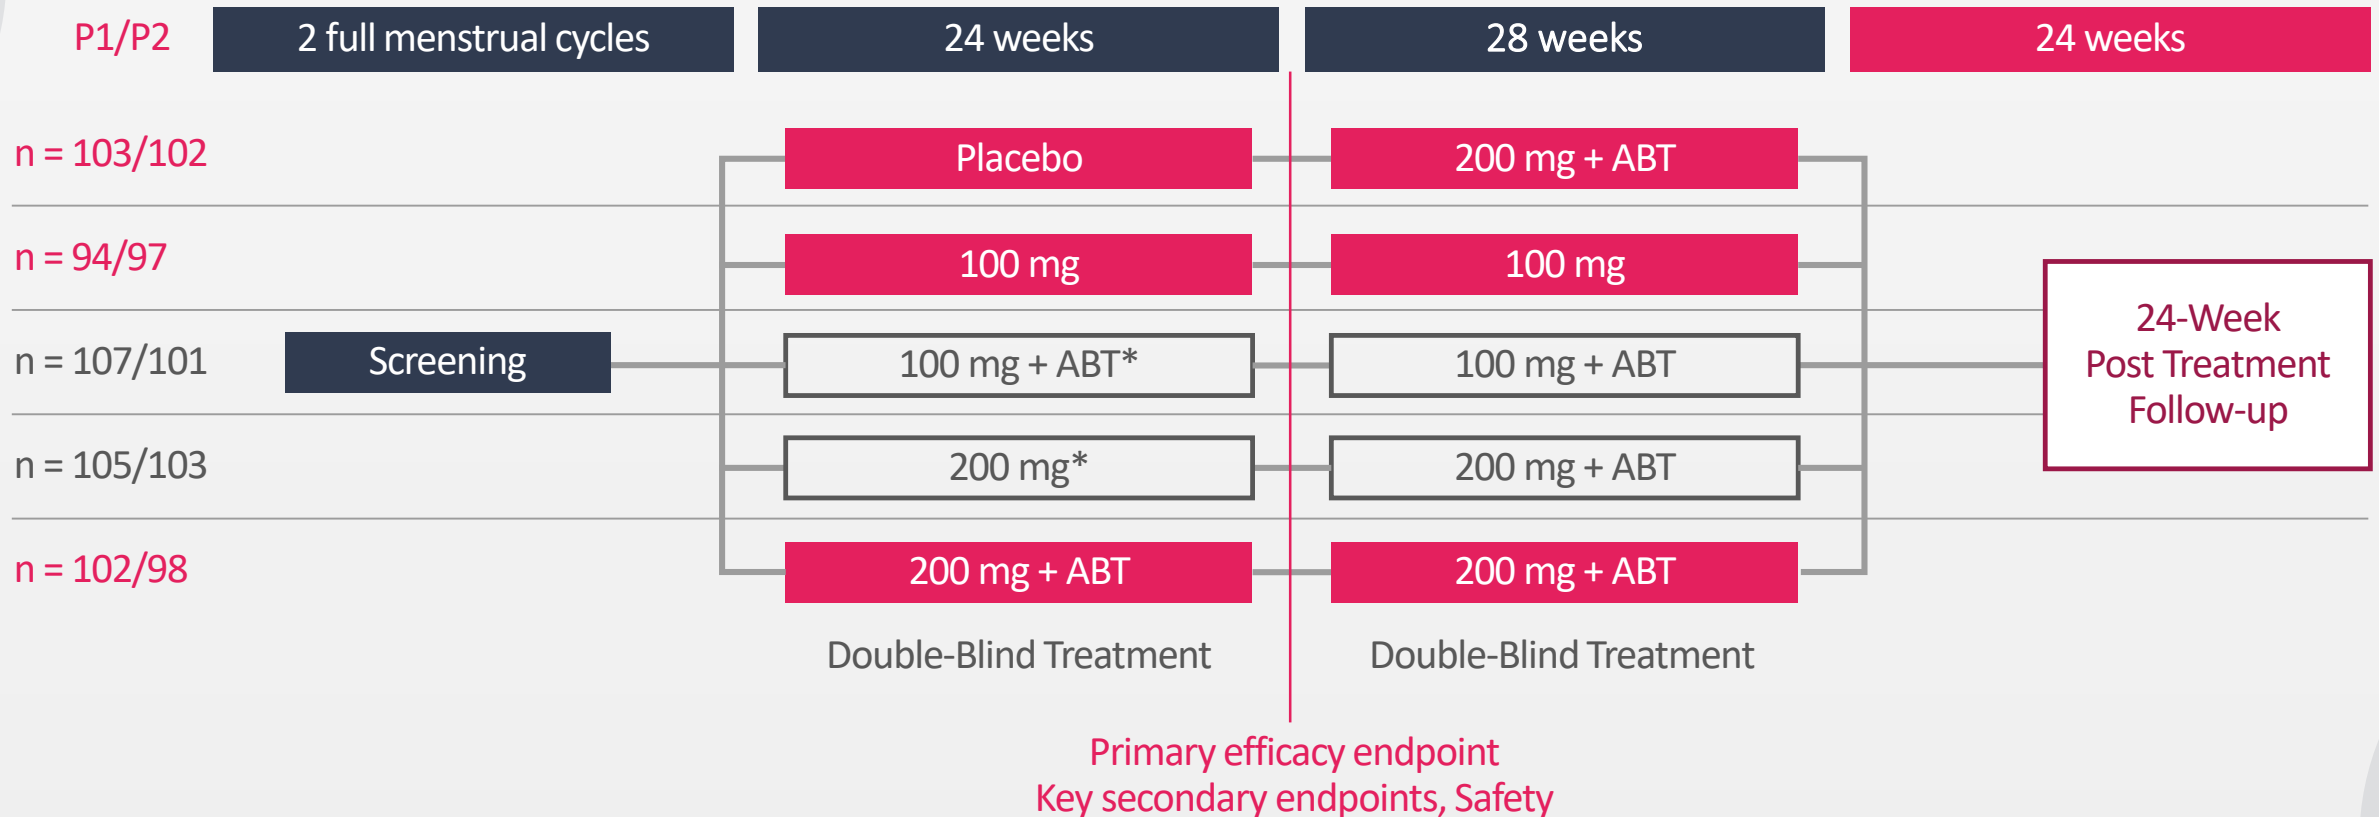 P1/P2 2 full menstrual cycles 24 weeks 28 weeks 24 weeks
n = 103/102 Placebo 200 mg + ABT
n = 94/97 100 mg 100 mg
n = 107/101 Screening 100 mg + ABT* 100 mg + ABT
24-Week
Post Treatment
Follow-up
n = 105/103 200 mg* 200 mg + ABT
n = 102/98 200 mg + ABT 200 mg + ABT
Double-Blind Treatment Double-Blind Treatment
Primary efficacy endpoint
Key secondary endpoints, Safety